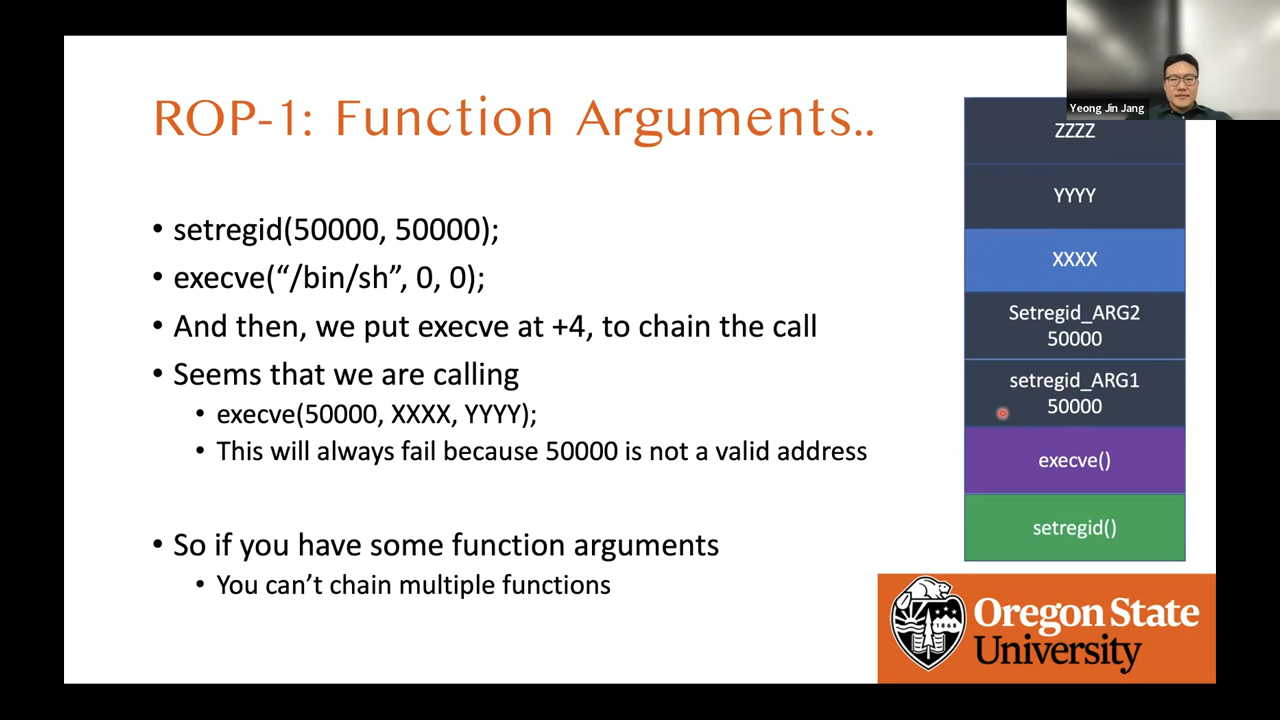 Yeong Jin Jang
ROP-1: Function Arguments..
• setregid(50000, 50000);
• execve(“/bin/sh”, 0, 0);
• And then, we put execve at +4, to chain the call
• Seems that we are calling
• execve(50000, XXXX, YYYY);
• This will always fail because 50000 is not a valid address
• So if you have some function arguments
• You can’t chain multiple functions
ZZZZ
YYYY
XXXX
Setregid_ARG2
50000
setregid_ARG1
50000
execve()
setregid()
Oregon State
University